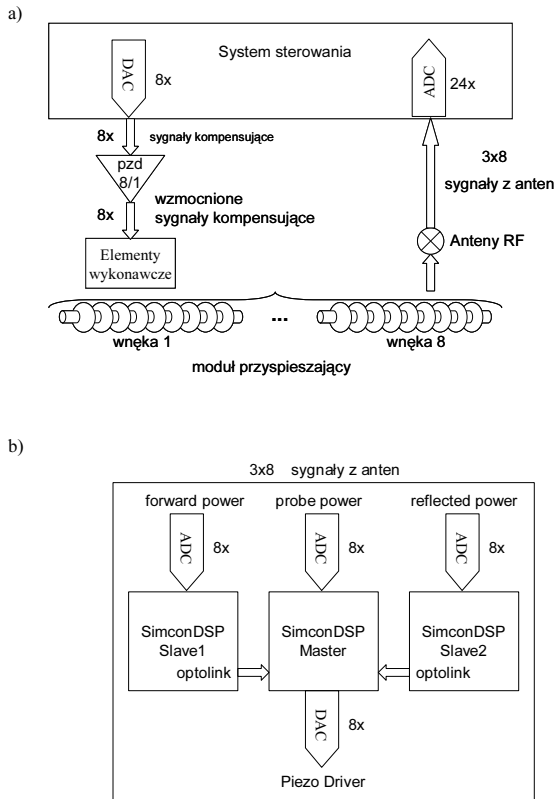 a)
System sterowania
DAC
8x
ADC
24x
8x
sygnały kompensujące
pzd
8/1
8x
wzmocnione
sygnały kompensujące
Elementy
wykonawcze
3x8
sygnały z anten
Anteny RF
wnęka 1
...
wnęka 8
moduł przyspieszający
b)
3x8 sygnały z anten
forward power
probe power
reflected power
ADC
8x
ADC
8x
ADC
8x
SimconDSP
Slave1
optolink
SimconDSP
Master
SimconDSP
Slave2
optolink
DAC
8x
Piezo Driver